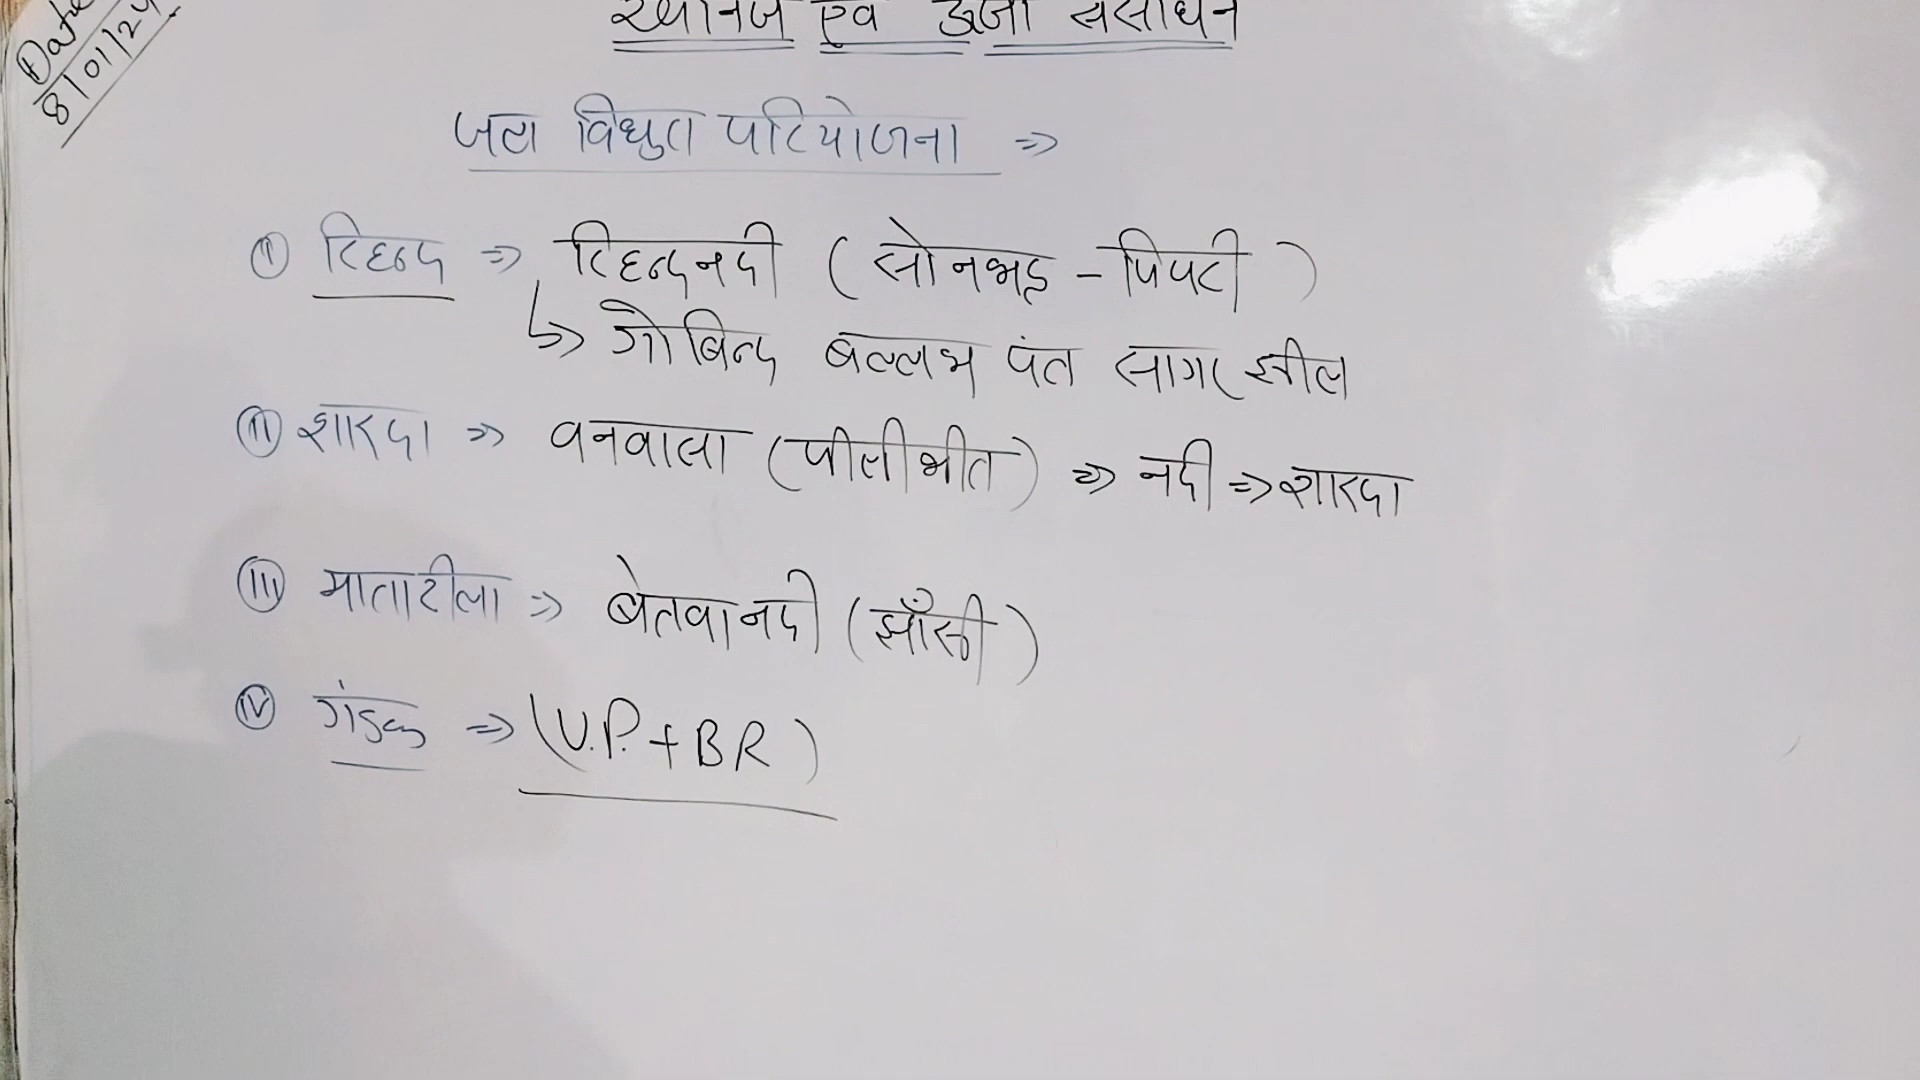 Date
8/01/24
खनिज एवं ऊर्जा संसाधन
जल विधुत परियोजना ⇒
(I) रिहन्द ⇒ रिहन्द नदी (सोनभद्र - पिपरी)
↳ गोबिन्द बल्लभ पंत सागर झील
(II) शारदा ⇒ वनवासा (पीलीभीत) ⇒ नदी ⇒ शारदा
(III) माताटीला ⇒ बेतवा नदी (झाँसी)
(IV) गंडक ⇒ (U.P. + BR)